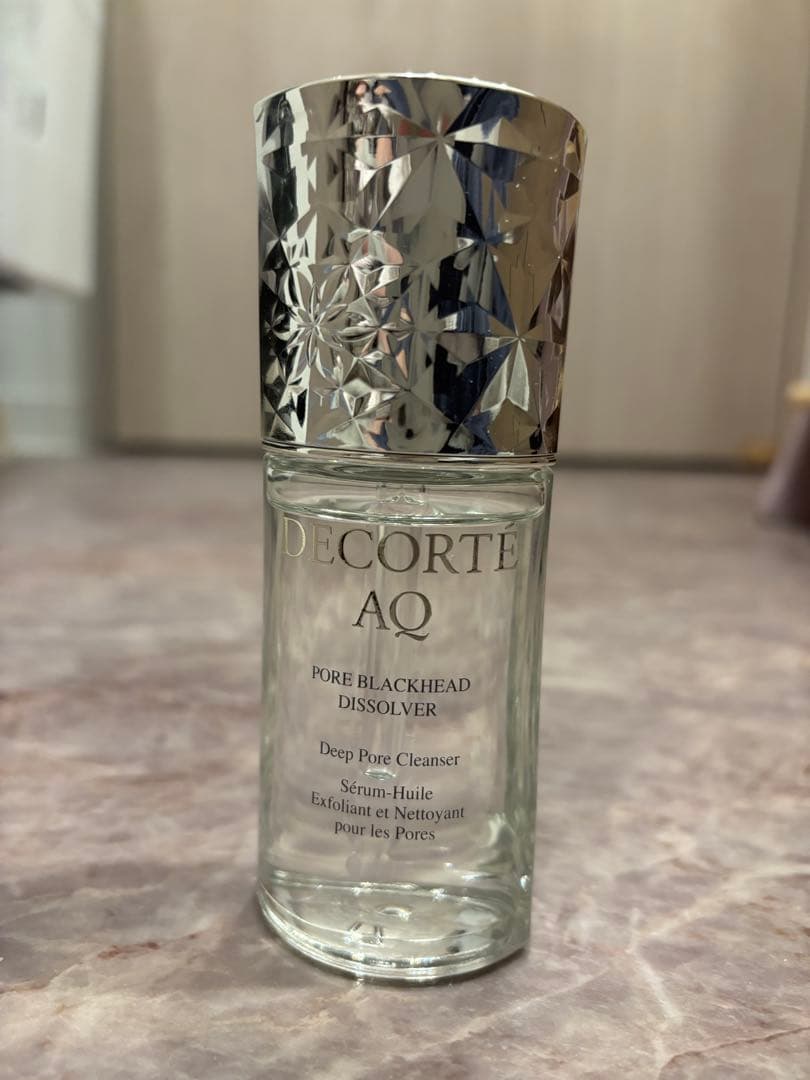 DECORTÉ
AQ
PORE BLACKHEAD
DISSOLVER
Deep Pore Cleanser
Sérum-Huile
Exfoliant et Nettoyant
pour les Pores